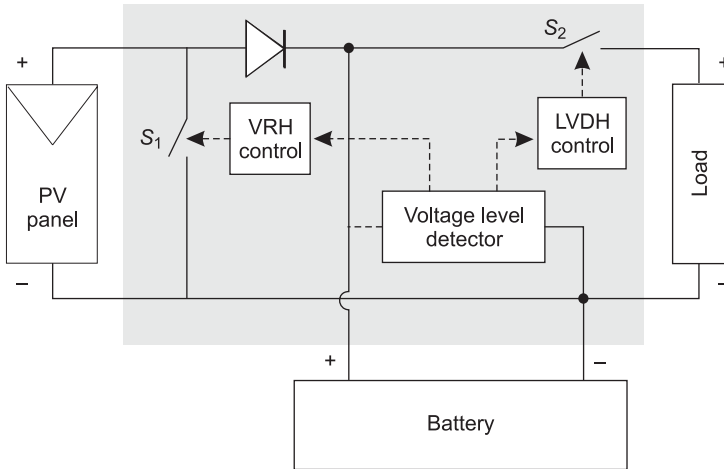 S2
+
+
+
VRH
control
LVDH
control
S1
PV
panel
Voltage level
detector
Load
–
–
+
–
Battery